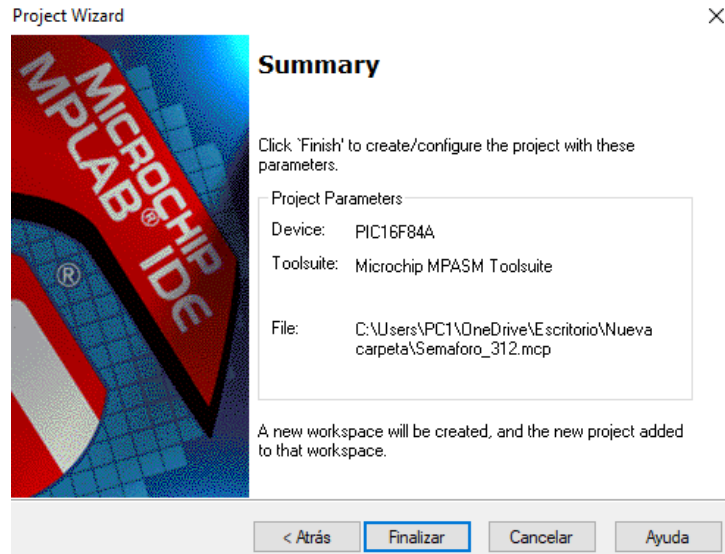 Project Wizard
MICROCHIP
MPLAB® IDE
®
Summary
Click `Finish' to create/configure the project with these
parameters.
Project Parameters
Device: PIC16F84A
Toolsuite: Microchip MPASM Toolsuite
File: C:\Users\PC1\OneDrive\Escritorio\Nueva
carpeta\Semaforo_312.mcp
A new workspace will be created, and the new project added
to that workspace.
< Atrás Finalizar Cancelar Ayuda